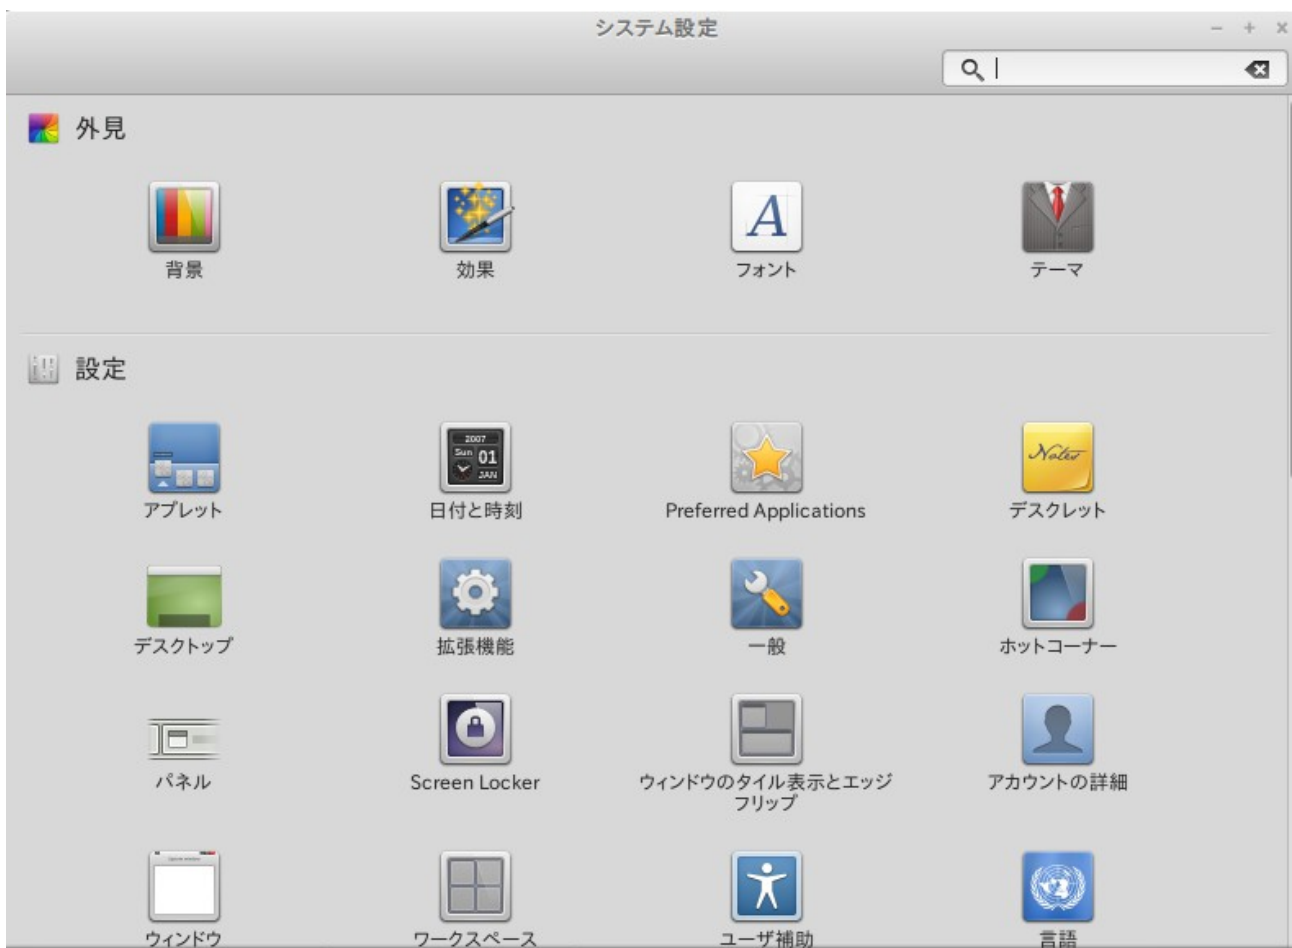 システム設定
外見
背景
効果
フォント
テーマ
設定
2007
Sun 01
JAN
Notes
アプレット
日付と時刻
Preferred Applications
デスクレット
デスクトップ
拡張機能
一般
ホットコーナー
パネル
Screen Locker
ウィンドウのタイル表示とエッジ
フリップ
アカウントの詳細
ウィンドウ
ワークスペース
ユーザ補助
言語